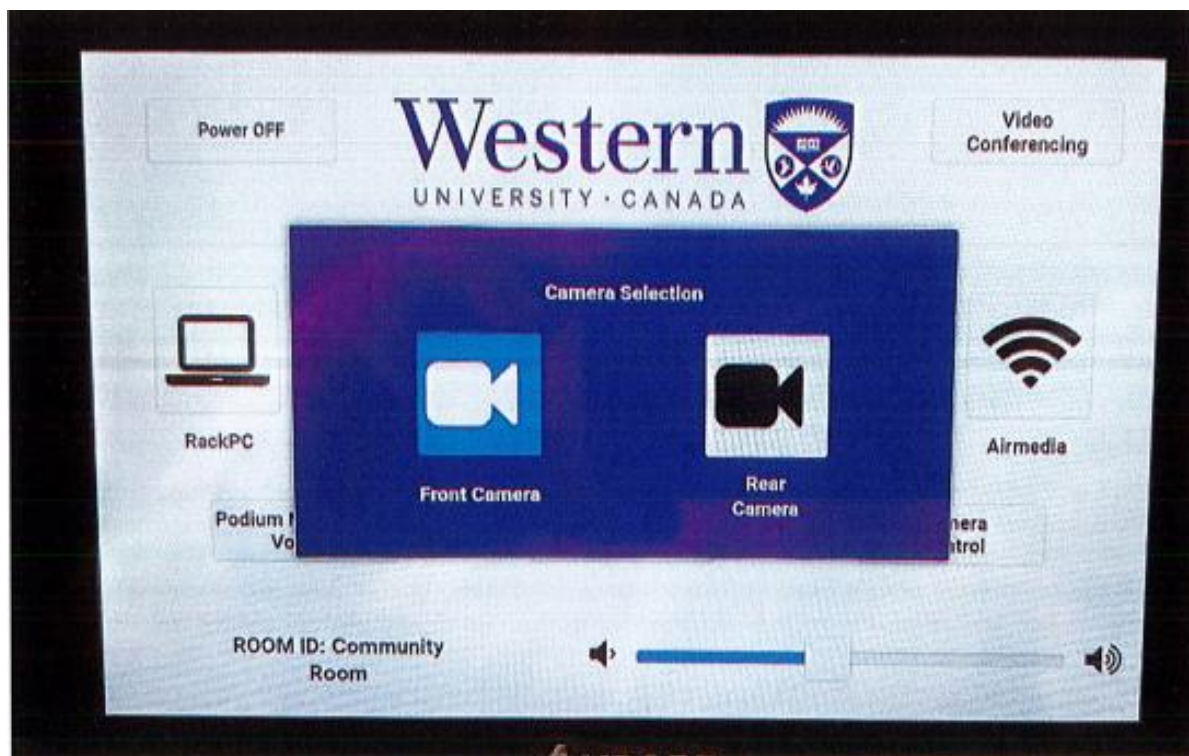 Power OFF
Western
UNIVERSITY · CANADA
Video
Conferencing
Camera Selection
RackPC
Front Camera
Rear
Camera
Airmedia
Podium
ROOM ID: Community
Room